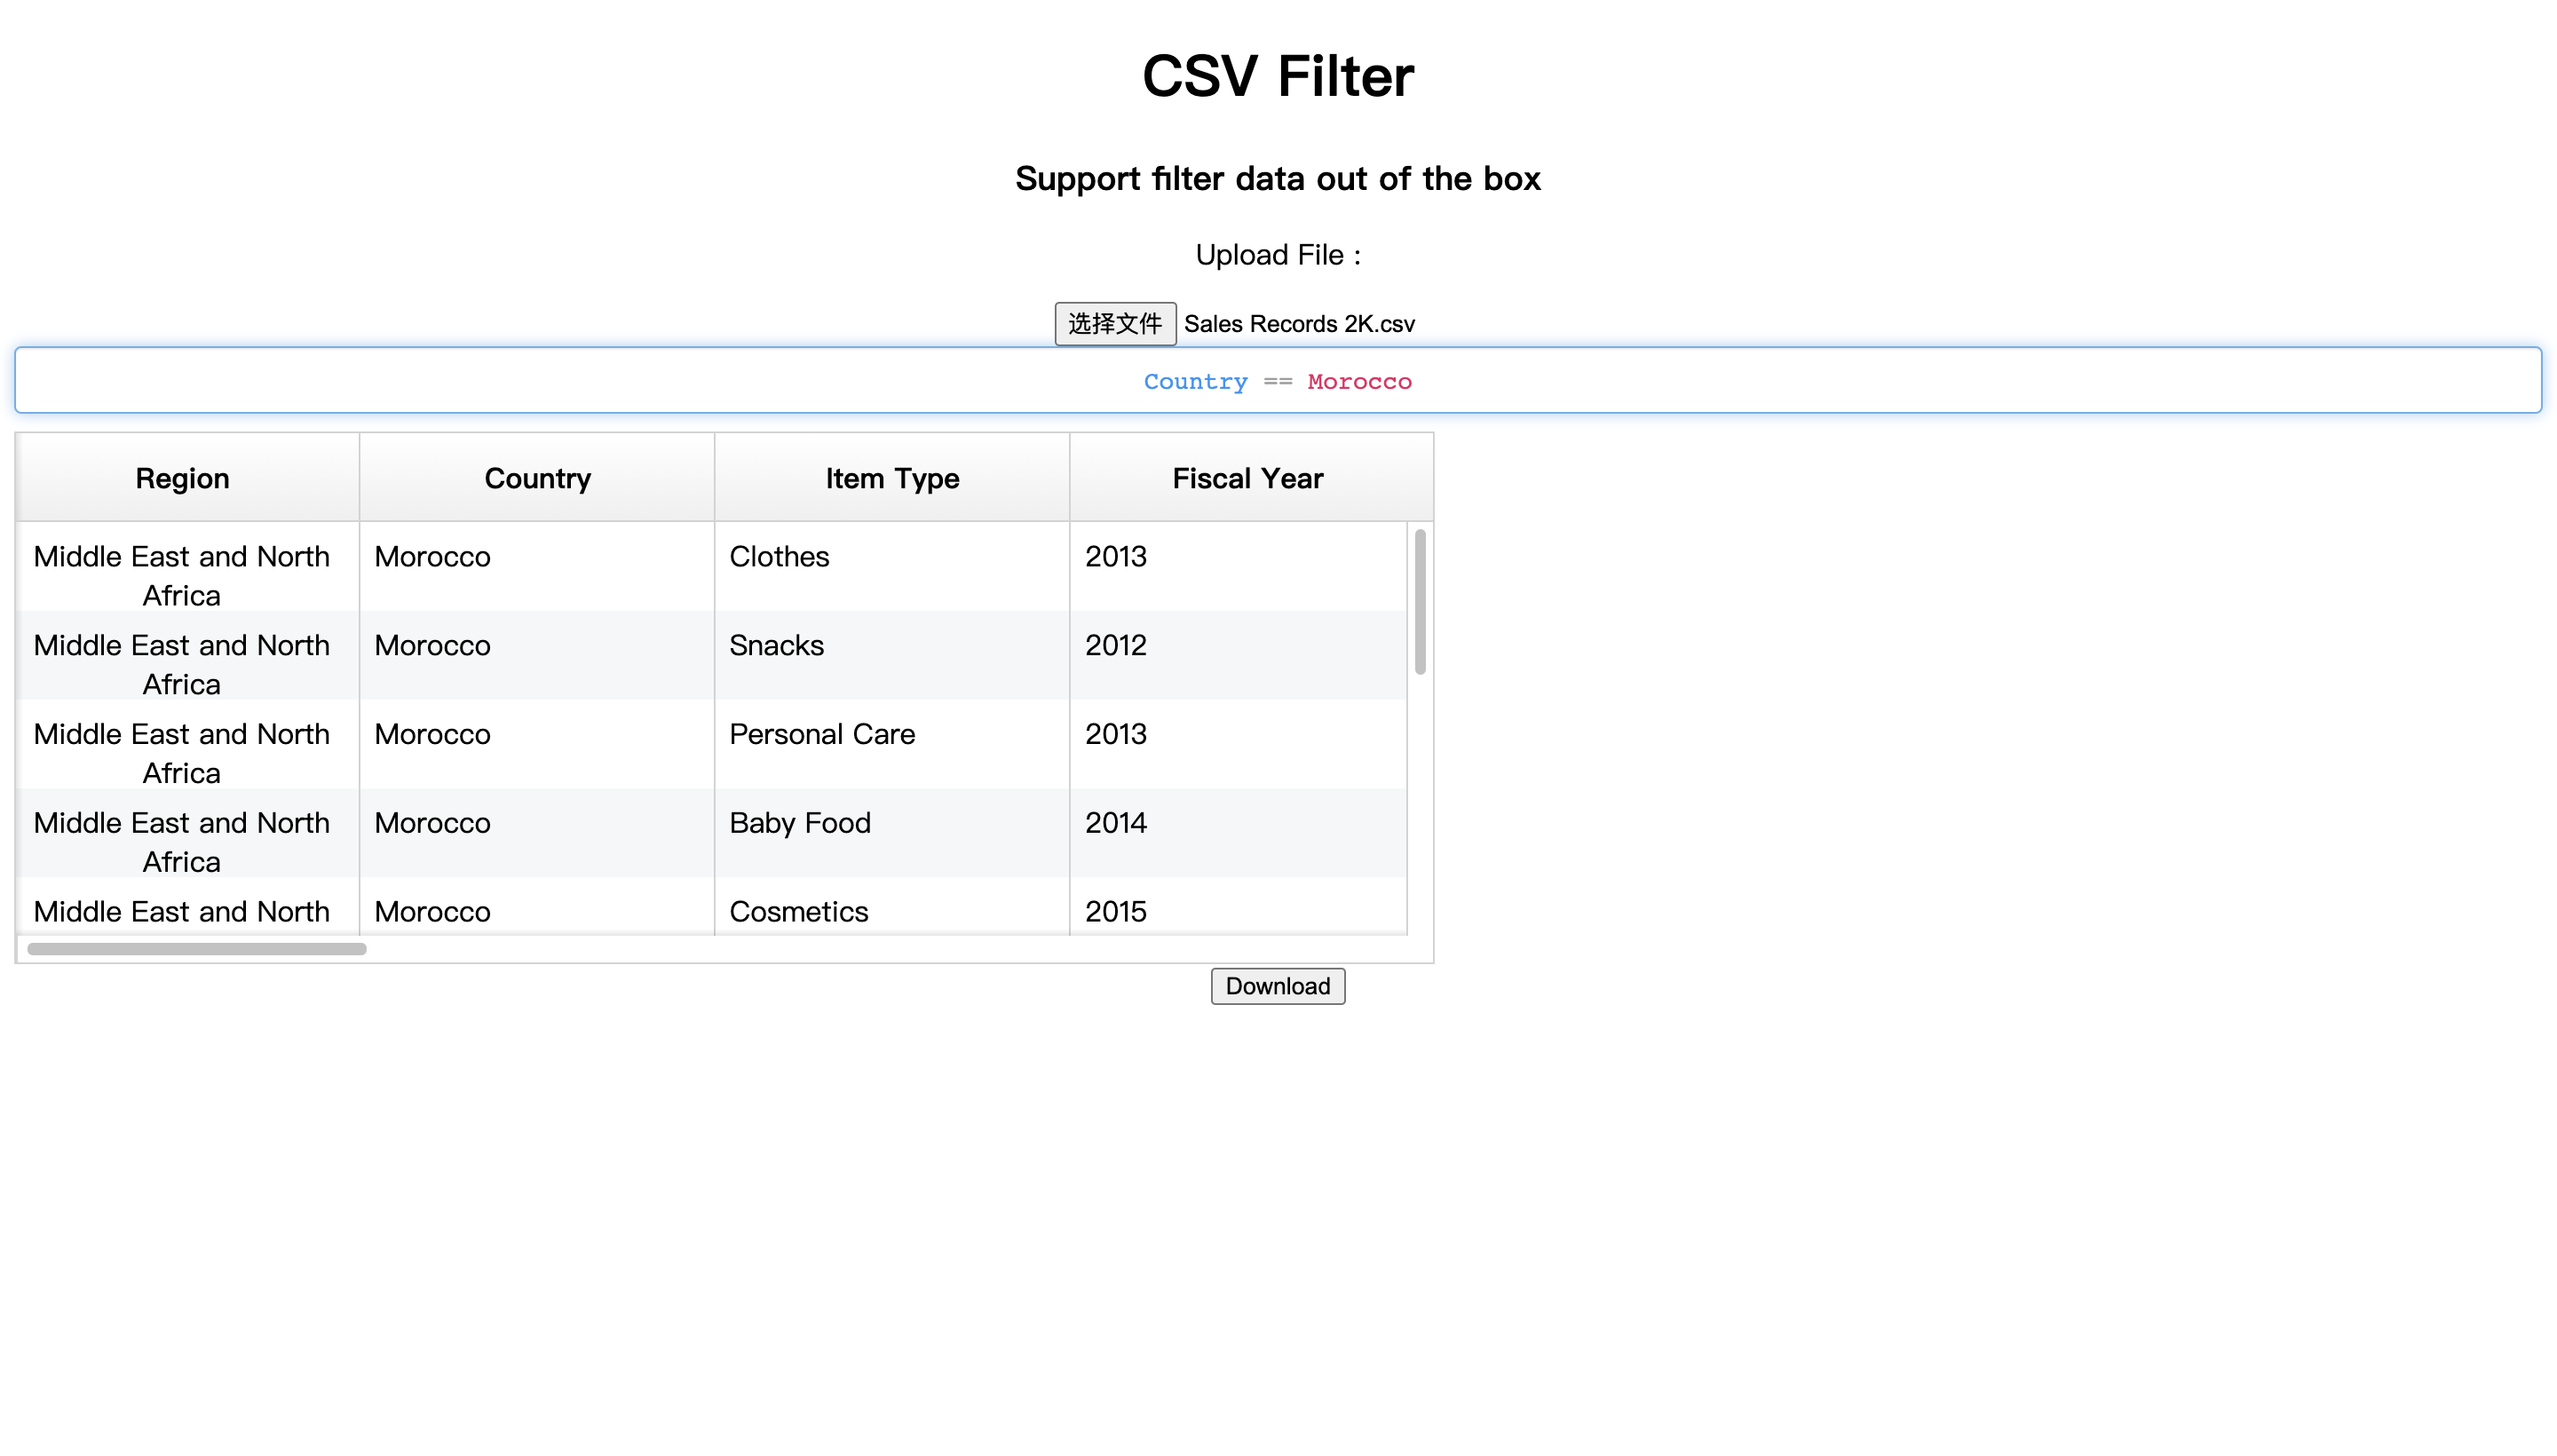 CSV Filter
Support filter data out of the box
Upload File :
选择文件 Sales Records 2K.csv
Country == Morocco
Region Country Item Type Fiscal Year
Middle East and North Morocco Clothes 2013
Africa
Middle East and North Morocco Snacks 2012
Africa
Middle East and North Morocco Personal Care 2013
Africa
Middle East and North Morocco Baby Food 2014
Africa
Middle East and North Morocco Cosmetics 2015
Download